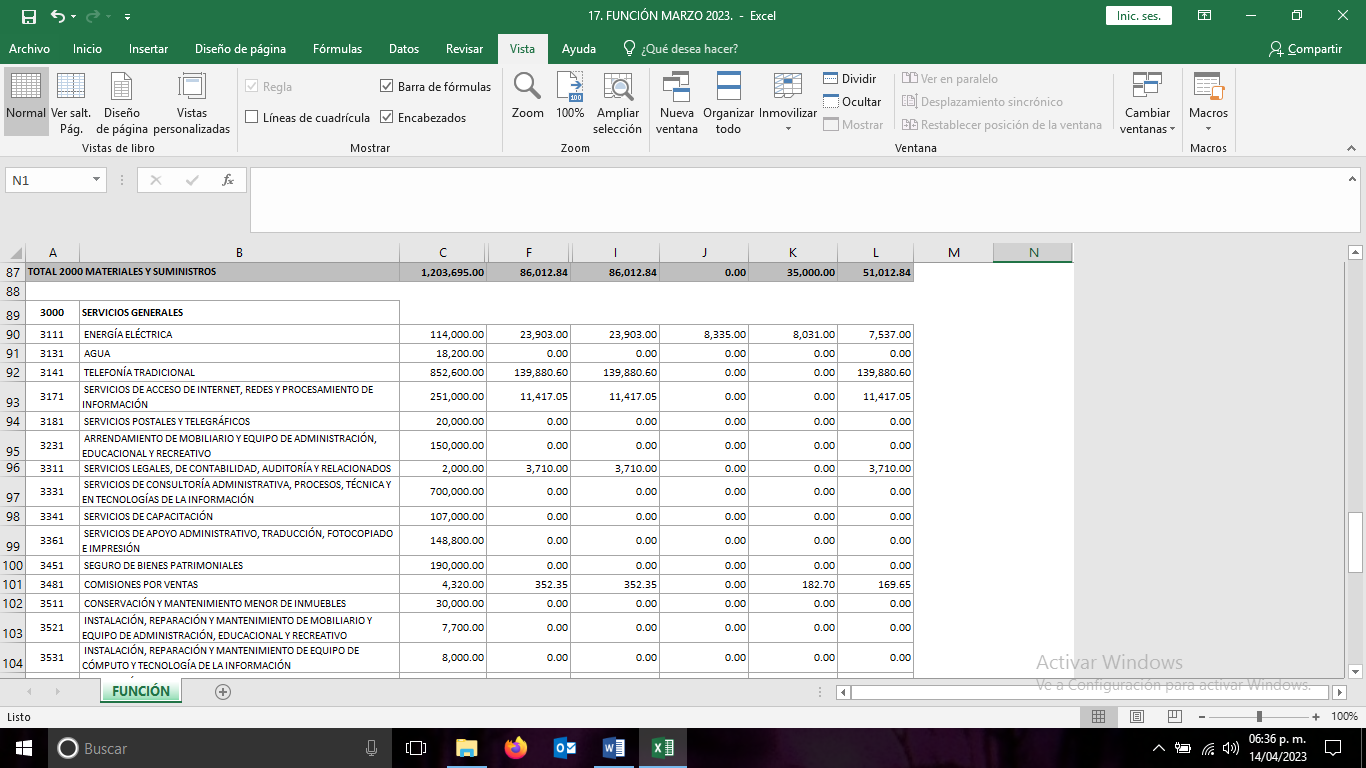 17. FUNCIÓN MARZO 2023. - Excel
Inic. ses.
Archivo Inicio Insertar Diseño de página Fórmulas Datos Revisar Vista Ayuda ¿Qué desea hacer? Compartir
Normal
Ver salt. Pág.
Diseño de página
Vistas personalizadas
Vistas de libro
Regla
Barra de fórmulas
Líneas de cuadrícula
Encabezados
Mostrar
Zoom
100%
Ampliar selección
Zoom
Nueva ventana
Organizar todo
Inmovilizar
Dividir
Ocultar
Mostrar
Ver en paralelo
Desplazamiento sincrónico
Restablecer posición de la ventana
Cambiar ventanas
Ventana
Macros
Macros
N1
fx
A B C F I J K L M N
87 TOTAL 2000 MATERIALES Y SUMINISTROS 1,203,695.00 86,012.84 86,012.84 0.00 35,000.00 51,012.84
88
89 3000 SERVICIOS GENERALES
90 3111 ENERGÍA ELÉCTRICA 114,000.00 23,903.00 23,903.00 8,335.00 8,031.00 7,537.00
91 3131 AGUA 18,200.00 0.00 0.00 0.00 0.00 0.00
92 3141 TELEFONÍA TRADICIONAL 852,600.00 139,880.60 139,880.60 0.00 0.00 139,880.60
93 3171 SERVICIOS DE ACCESO DE INTERNET, REDES Y PROCESAMIENTO DE
INFORMACIÓN 251,000.00 11,417.05 11,417.05 0.00 0.00 11,417.05
94 3181 SERVICIOS POSTALES Y TELEGRÁFICOS 20,000.00 0.00 0.00 0.00 0.00 0.00
95 3231 ARRENDAMIENTO DE MOBILIARIO Y EQUIPO DE ADMINISTRACIÓN,
EDUCACIONAL Y RECREATIVO 150,000.00 0.00 0.00 0.00 0.00 0.00
96 3311 SERVICIOS LEGALES, DE CONTABILIDAD, AUDITORÍA Y RELACIONADOS 2,000.00 3,710.00 3,710.00 0.00 0.00 3,710.00
97 3331 SERVICIOS DE CONSULTORÍA ADMINISTRATIVA, PROCESOS, TÉCNICA Y
EN TECNOLOGÍAS DE LA INFORMACIÓN 700,000.00 0.00 0.00 0.00 0.00 0.00
98 3341 SERVICIOS DE CAPACITACIÓN 107,000.00 0.00 0.00 0.00 0.00 0.00
99 3361 SERVICIOS DE APOYO ADMINISTRATIVO, TRADUCCIÓN, FOTOCOPIADO
E IMPRESIÓN 148,800.00 0.00 0.00 0.00 0.00 0.00
100 3451 SEGURO DE BIENES PATRIMONIALES 190,000.00 0.00 0.00 0.00 0.00 0.00
101 3481 COMISIONES POR VENTAS 4,320.00 352.35 352.35 0.00 182.70 169.65
102 3511 CONSERVACIÓN Y MANTENIMIENTO MENOR DE INMUEBLES 30,000.00 0.00 0.00 0.00 0.00 0.00
103 3521 INSTALACIÓN, REPARACIÓN Y MANTENIMIENTO DE MOBILIARIO Y
EQUIPO DE ADMINISTRACIÓN, EDUCACIONAL Y RECREATIVO 7,700.00 0.00 0.00 0.00 0.00 0.00
104 3531 INSTALACIÓN, REPARACIÓN Y MANTENIMIENTO DE EQUIPO DE
CÓMPUTO Y TECNOLOGÍA DE LA INFORMACIÓN 8,000.00 0.00 0.00 0.00 0.00 0.00
Activar Windows
Ve a Configuración para activar Windows.
FUNCIÓN
Listo
100%
Buscar
06:36 p. m.
14/04/2023